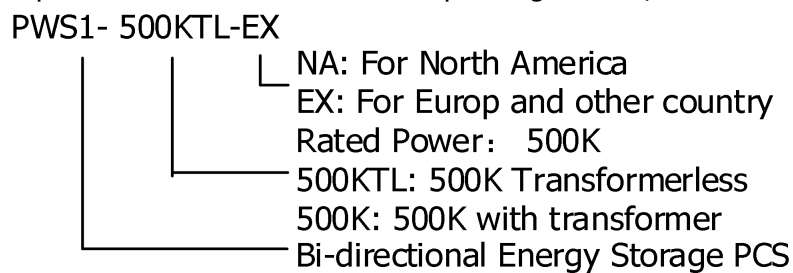 PWS1- 500KTL-EX
NA: For North America
EX: For Europ and other country
Rated Power： 500K
500KTL: 500K Transformerless
500K: 500K with transformer
Bi-directional Energy Storage PCS